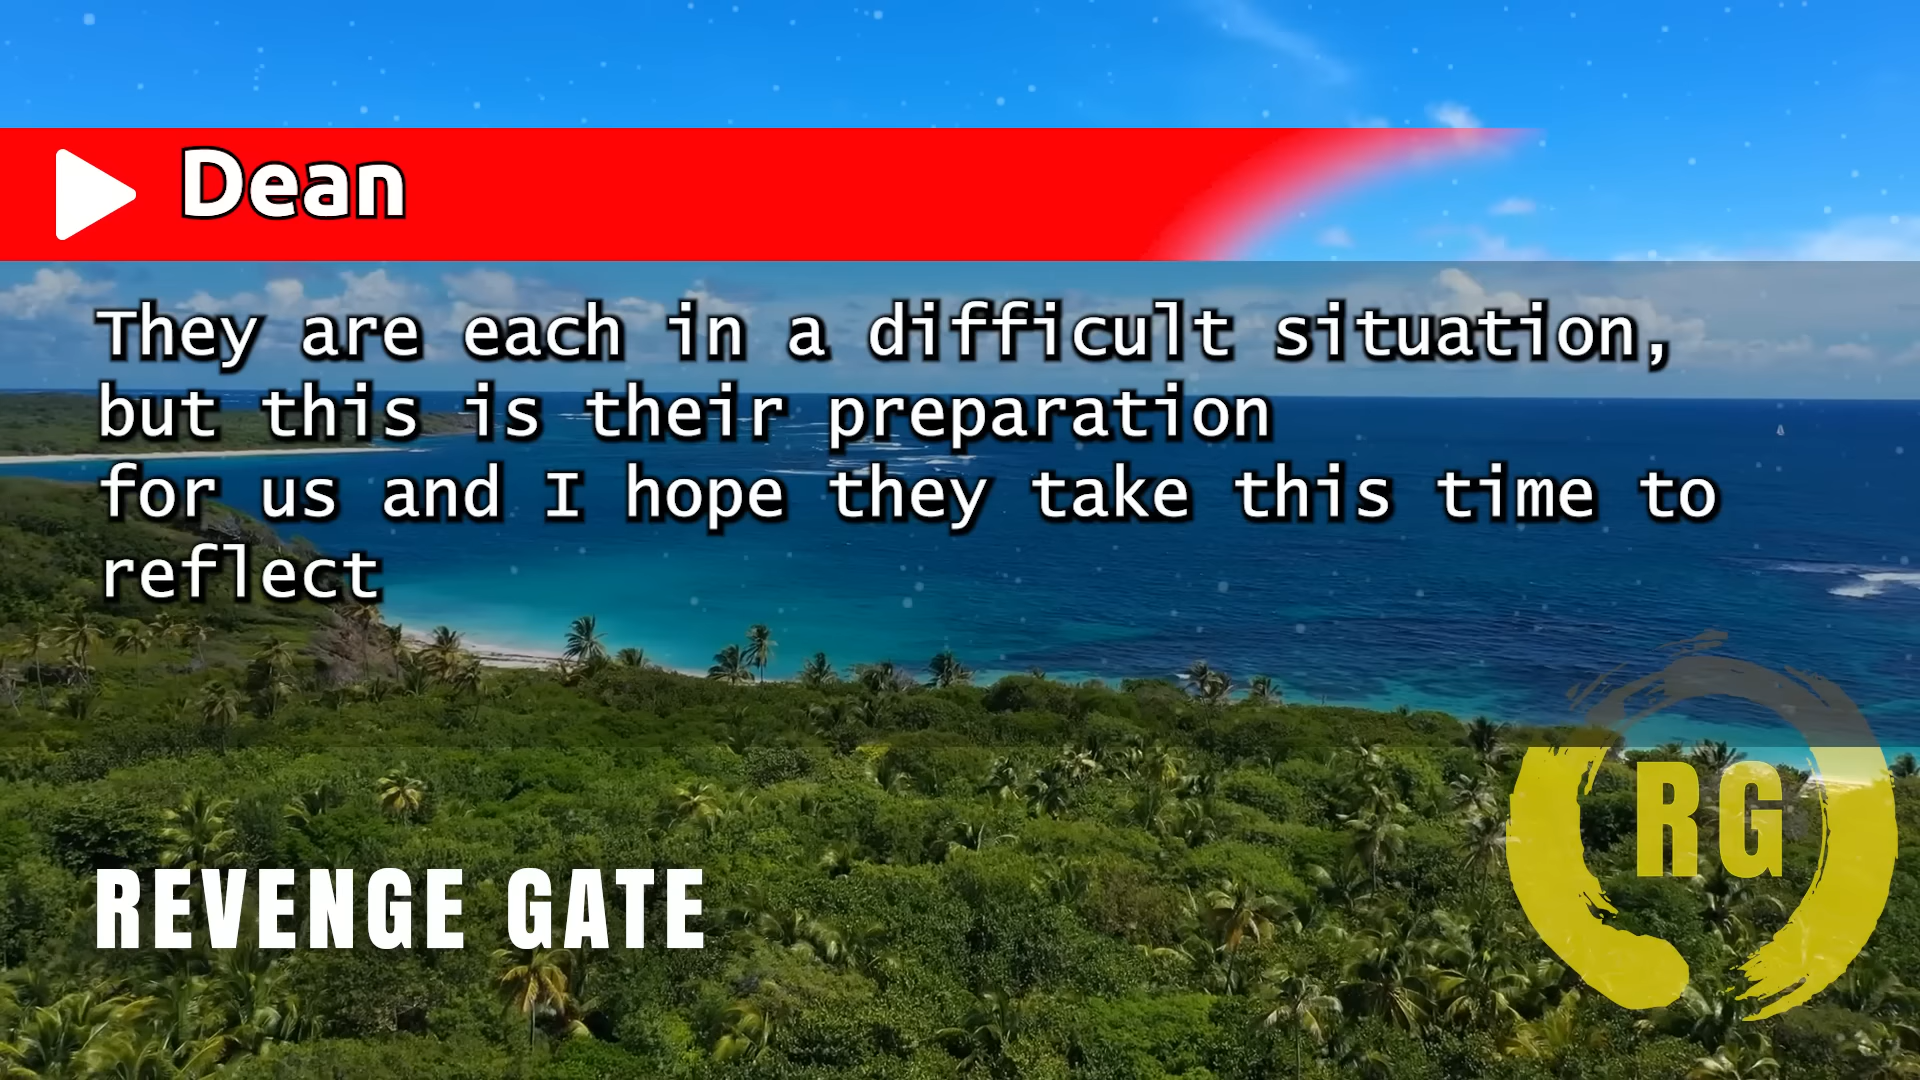 Dean
They are each in a difficult situation,
but this is their preparation
for us and I hope they take this time to
reflect
RG
REVENGE GATE